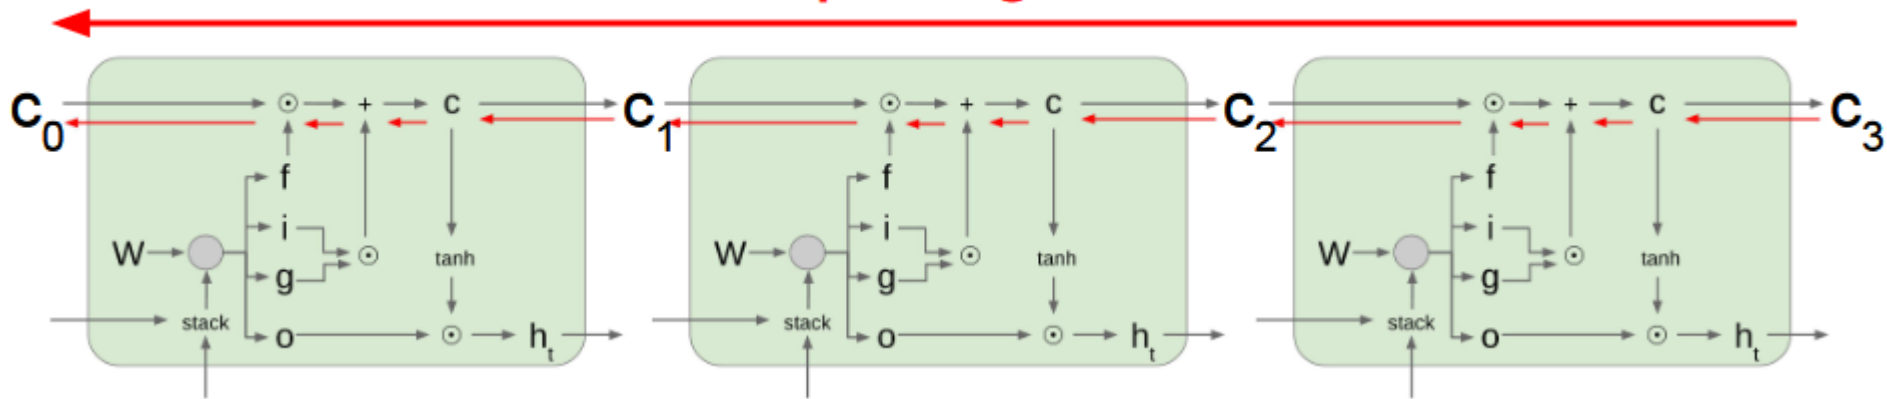 C0 C1 C2 C3
⊙ + c ⊙ + c ⊙ + c
f f f
i i i
W ⊙ tanh W ⊙ tanh W ⊙ tanh
g g g
stack o ⊙ ht stack o ⊙ ht stack o ⊙ ht